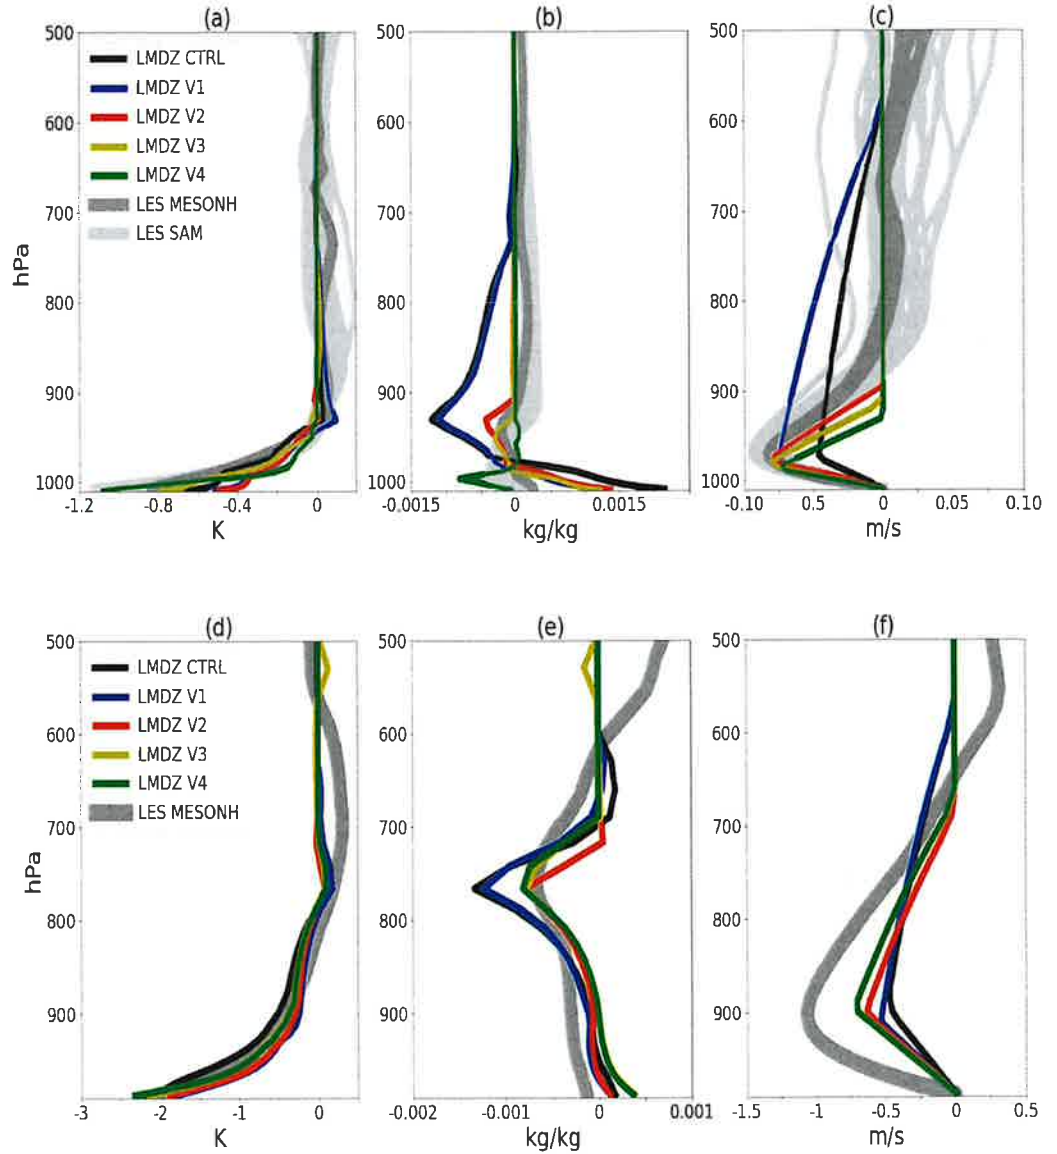 (a) (b) (c)
500 500 500
LMDZ CTRL
LMDZ V1
LMDZ V2
LMDZ V3
LMDZ V4
LES MESONH
LES SAM
600 600 600
700 700 700
hPa
800 800 800
900 900 900
1000 1000 1000
-1.2 -0.8 -0.4 0 -0.0015 0 0.0015 -0.10 0.5 0 0.05 0.10
K kg/kg m/s
(d) (e) (f)
500 500 500
LMDZ CTRL
LMDZ V1
LMDZ V2
LMDZ V3
LMDZ V4
LES MESONH
600 600 600
700 700 700
hPa
800 800 800
900 900 900
-3 -2 -1 0 -0.002 -0.001 0 0.001 -1.5 -1 -0.5 0 0.5
K kg/kg m/s